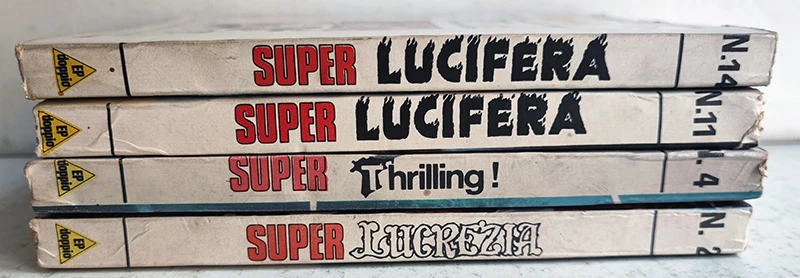 EP doppio SUPER LUCIFERA N.14
EP doppio SUPER LUCIFERA N.11
EP doppio SUPER Thrilling! N. 4
EP doppio SUPER LUCREZIA N. 2